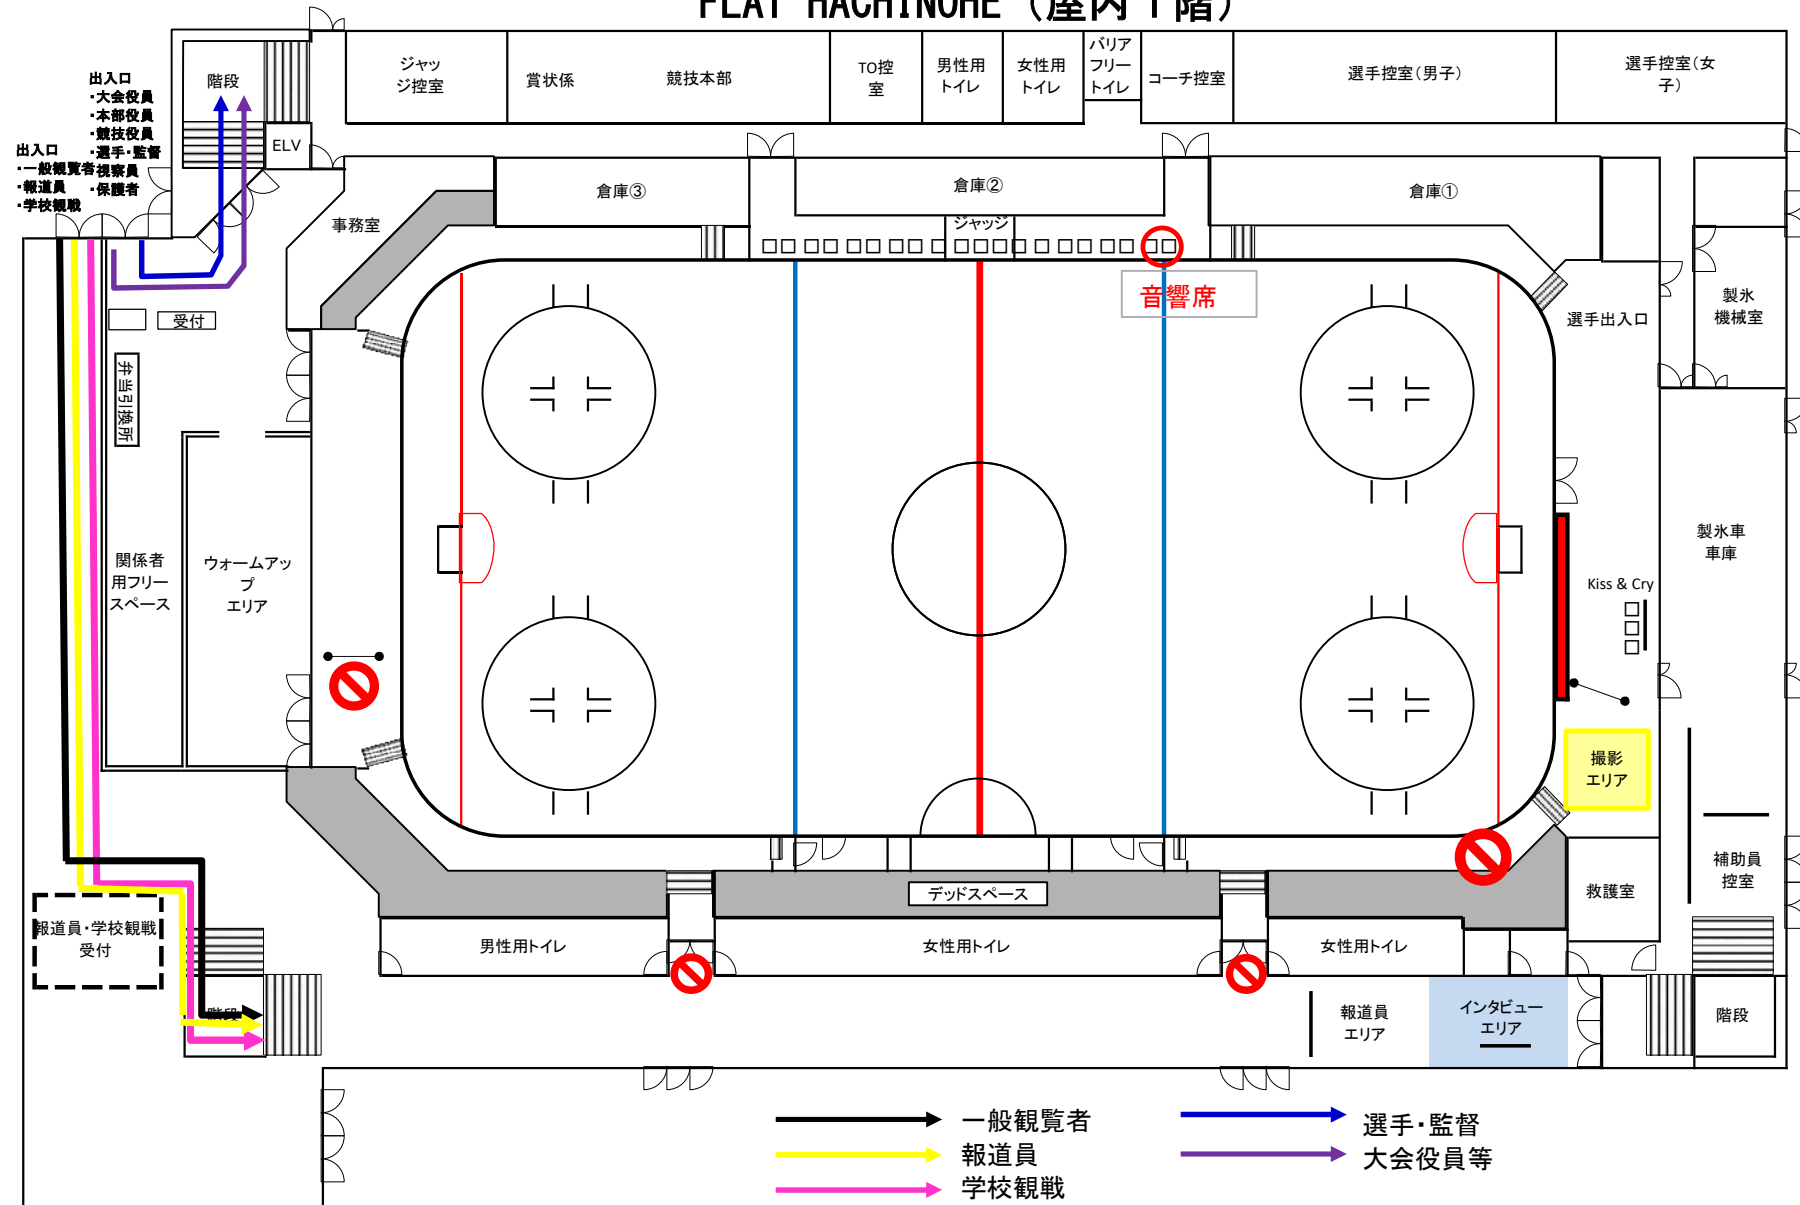 FLAT HACHINOHE (屋内1階)
出入口
・大会役員
・本部役員
・競技役員
・選手・監督
・視察員
・保護者
出入口
・一般観覧者
・報道員
・学校観戦
階段
ELV
ジャッ
ジ控室
賞状係
競技本部
TO控
室
男性用
トイレ
女性用
トイレ
バリア
フリー
トイレ
コーチ控室
選手控室(男子)
選手控室(女
子)
事務室
倉庫③
倉庫②
倉庫①
ジャッジ
音響席
選手出入口
製氷
機械室
受付
弁当引換所
関係者
用フリー
スペース
ウォームアッ
プ
エリア
製氷車
車庫
Kiss & Cry
撮影
エリア
補助員
控室
救護室
デッドスペース
報道員・学校観戦
受付
男性用トイレ
女性用トイレ
女性用トイレ
階段
報道員
エリア
インタビュー
エリア
階段
一般観覧者
報道員
学校観戦
選手・監督
大会役員等